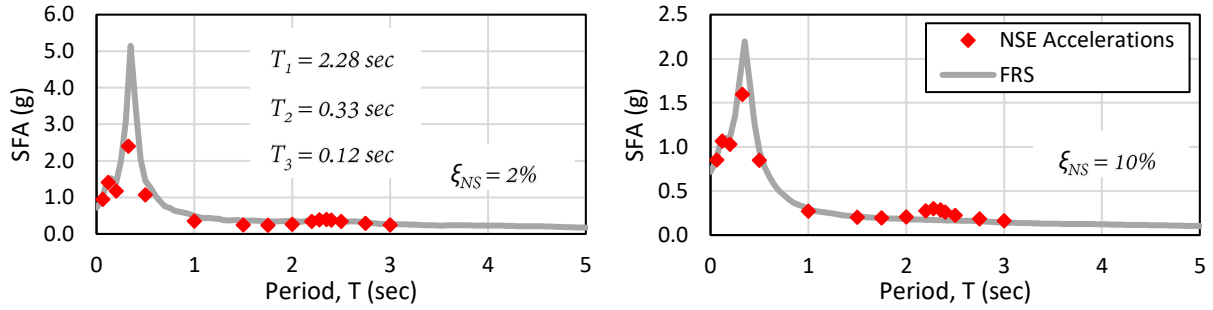 6.0
5.0
4.0
3.0
2.0
1.0
0.0
SFA (g)
T₁ = 2.28 sec
T₂ = 0.33 sec
T₃ = 0.12 sec
ξNS = 2%
0 1 2 3 4 5
Period, T (sec)
2.5
2.0
1.5
1.0
0.5
0.0
SFA (g)
NSE Accelerations
FRS
ξNS = 10%
0 1 2 3 4 5
Period, T (sec)